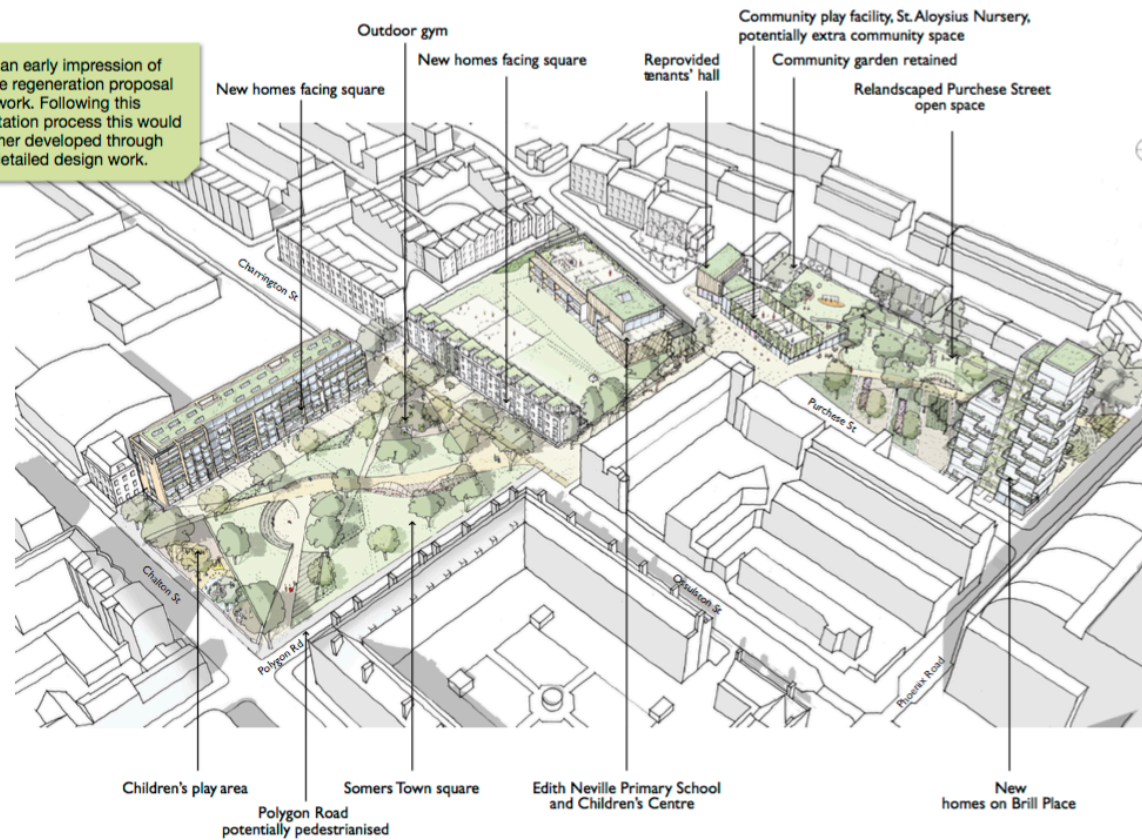 an early impression of
e regeneration proposal
work. Following this
tation process this would
her developed through
etailed design work.
Outdoor gym
New homes facing square
New homes facing square
Reprovided
tenants' hall
Community play facility, St. Aloysius Nursery,
potentially extra community space
Community garden retained
Relandscaped Purchese Street
open space
Charrington St
Purchese St
Chalton St
Ossulston St
Polygon Rd
Phoenix Road
Children's play area
Polygon Road
potentially pedestrianised
Somers Town square
Edith Neville Primary School
and Children's Centre
New
homes on Brill Place